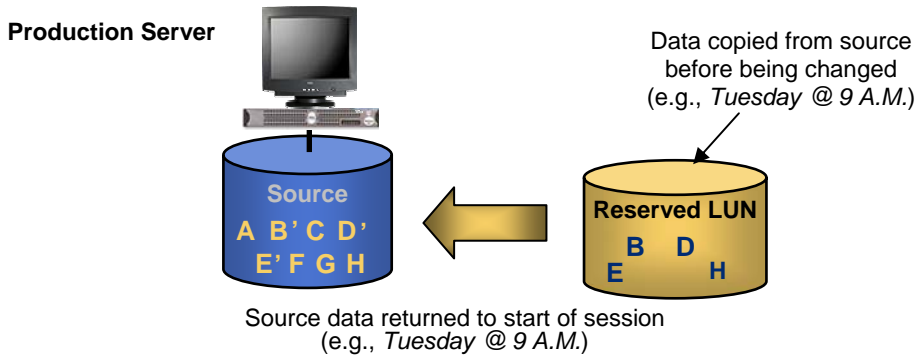 Production Server
Data copied from source
before being changed
(e.g., Tuesday @ 9 A.M.)
Source
A B’ C D’
E’ F G H
Reserved LUN
B D
E H
Source data returned to start of session
(e.g., Tuesday @ 9 A.M.)